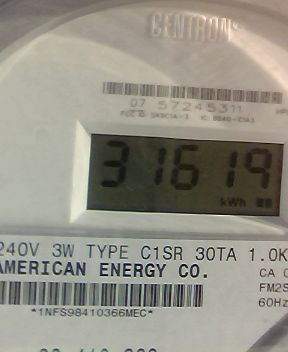 CENTRON®
07 57245311
31619
kWh
240V 3W TYPE C1SR 30TA 1.0K
AMERICAN ENERGY CO.
CA 0
FM2S
60Hz
*1NFS98410366MEC*